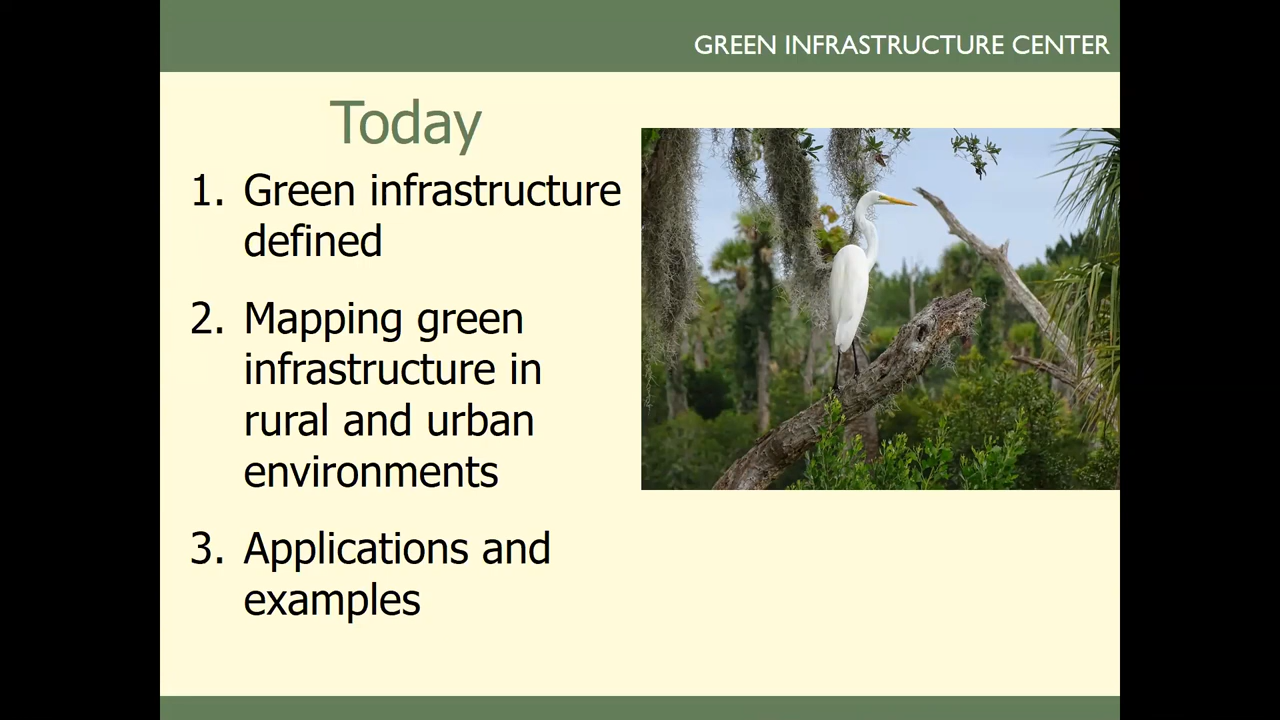 GREEN INFRASTRUCTURE CENTER
Today
1. Green infrastructure
defined
2. Mapping green
infrastructure in
rural and urban
environments
3. Applications and
examples